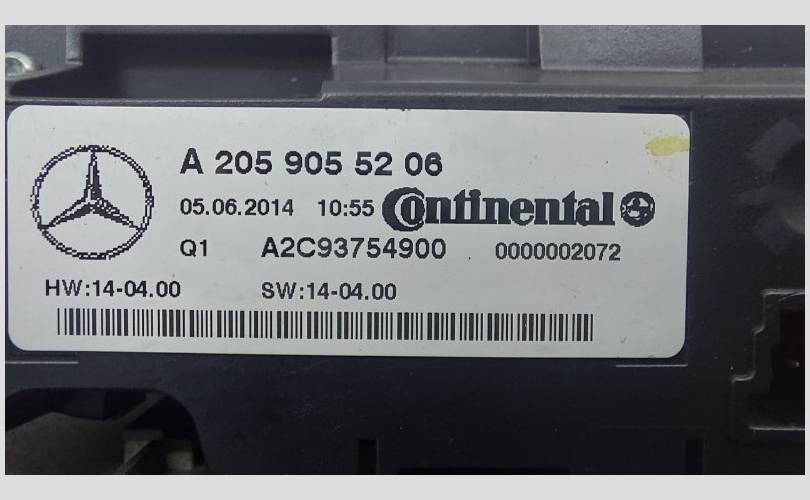 A 205 905 52 06
05.06.2014 10:55 Continental
Q1 A2C93754900 0000002072
HW:14-04.00 SW:14-04.00